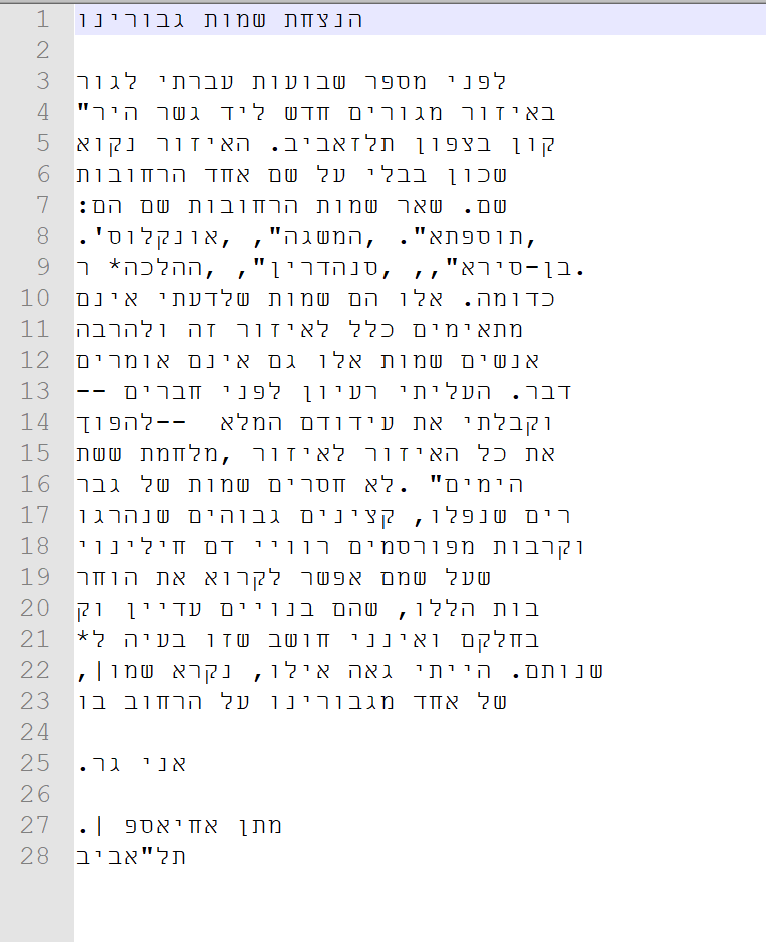 1 הנצחת שמות גבורינו
2
3 לפני מספר שבועות עברתי לגור
4 באיזור מגורים חדש ליד גשר היר"
5 קון בצפון תלזאביב. האיזור נקוא
6 שכון בבלי על שם אחד הרחובות
7 שם. שאר שמות הרחובות שם הם:
8 ,תוספתא". ,המשגה", ,אונקלוס'.
9 .בן-סירא",, ,סנהדרין", ,ההלכה* ר
10 כדומה. אלו הם שמות שלדעתי אינם
11 מתאימים כלל לאיזור זה ולהרבה
12 אנשים שמות אלו גם אינם אומרים
13 דבר. העליתי רעיון לפני חברים --
14 וקבלתי את עידודם המלא  --להפוך
15 את כל האיזור לאיזור ,מלחמת ששת
16 הימים" .לא חסרים שמות של גבר
17 רים שנפלו, קצינים גבוהים שנהרגו
18 וקרבות מפורסמים רוויי דם חילינוי
19 שעל שמם אפשר לקרוא את הוחר
20 בות הללו, שהם בנויים עדיין וק
21 בחלקם ואינני חושב שזו בעיה ל*
22 שנותם. הייתי גאה אילו, נקרא שמו|,
23 של אחד מגבורינו על הרחוב בו
24
25 אני גר.
26
27 מתן אחיאספ |.
28 תל"אביב